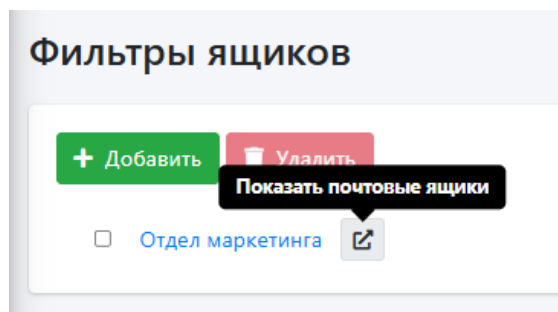 Фильтры ящиков
Добавить
Удалить
Показать почтовые ящики
Отдел маркетинга